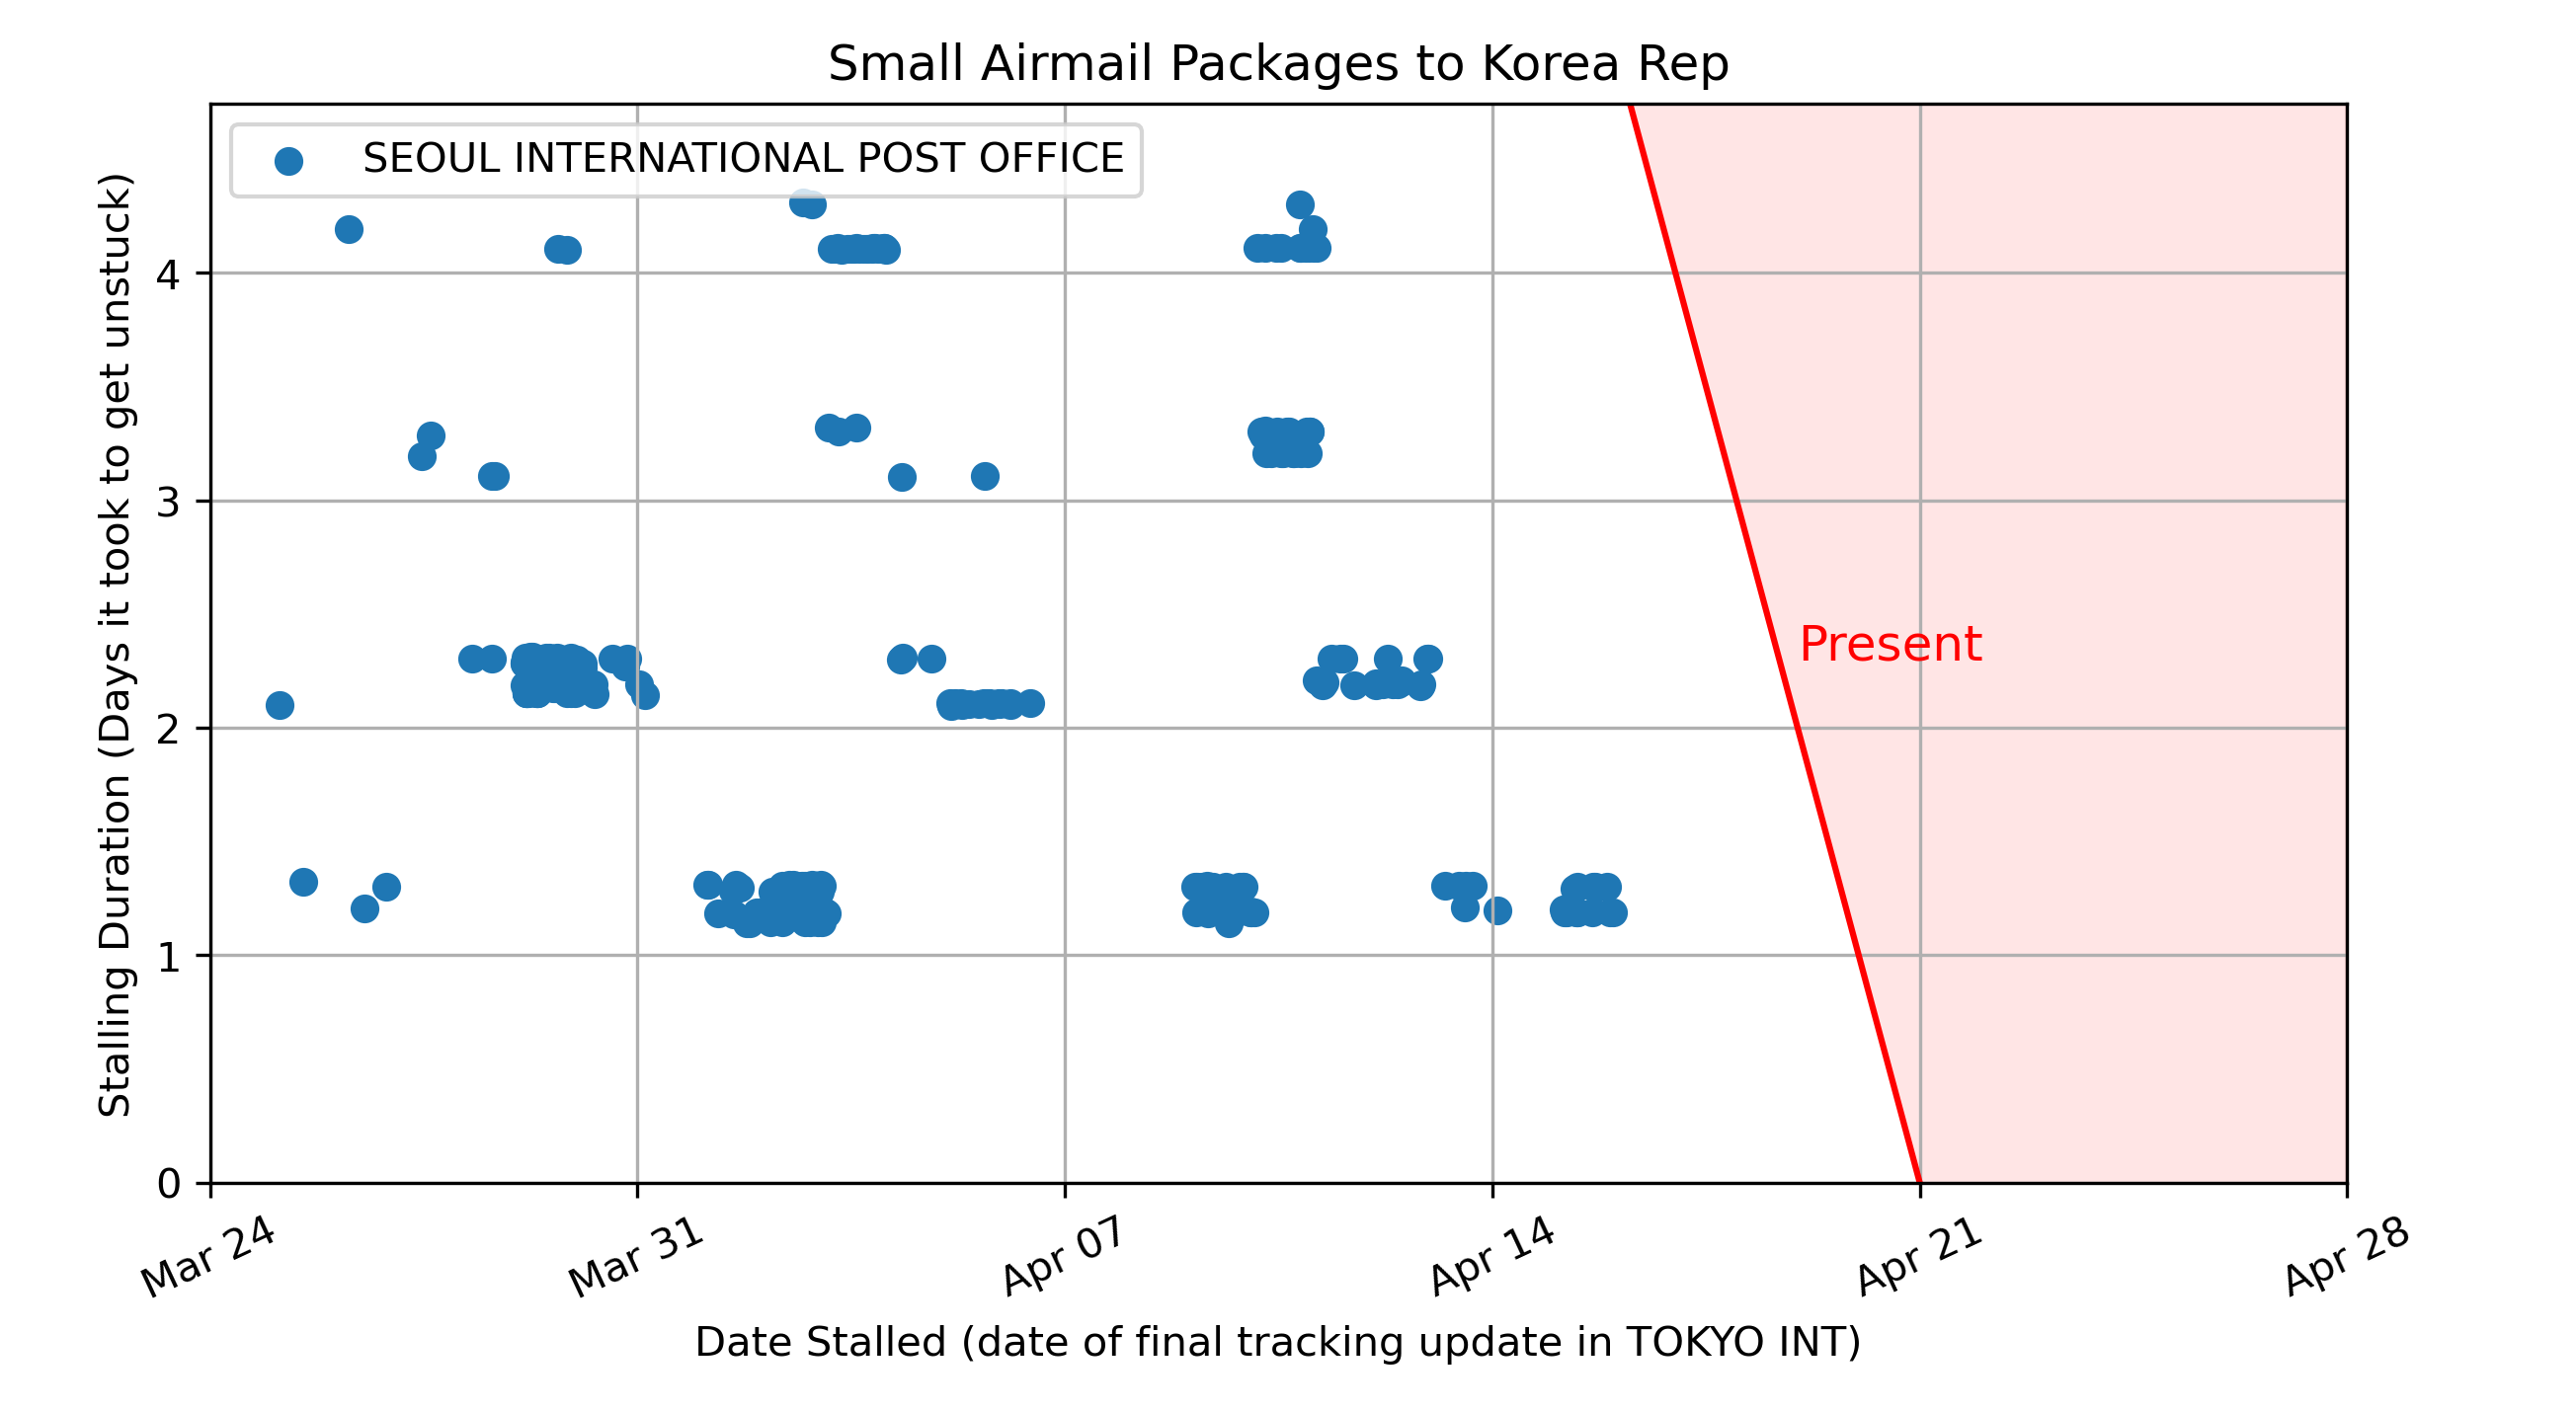 Small Airmail Packages to Korea Rep
SEOUL INTERNATIONAL POST OFFICE
Stalling Duration (Days it took to get unstuck)
4
3
2
1
0
Present
Mar 24
Mar 31
Apr 07
Apr 14
Apr 21
Apr 28
Date Stalled (date of final tracking update in TOKYO INT)